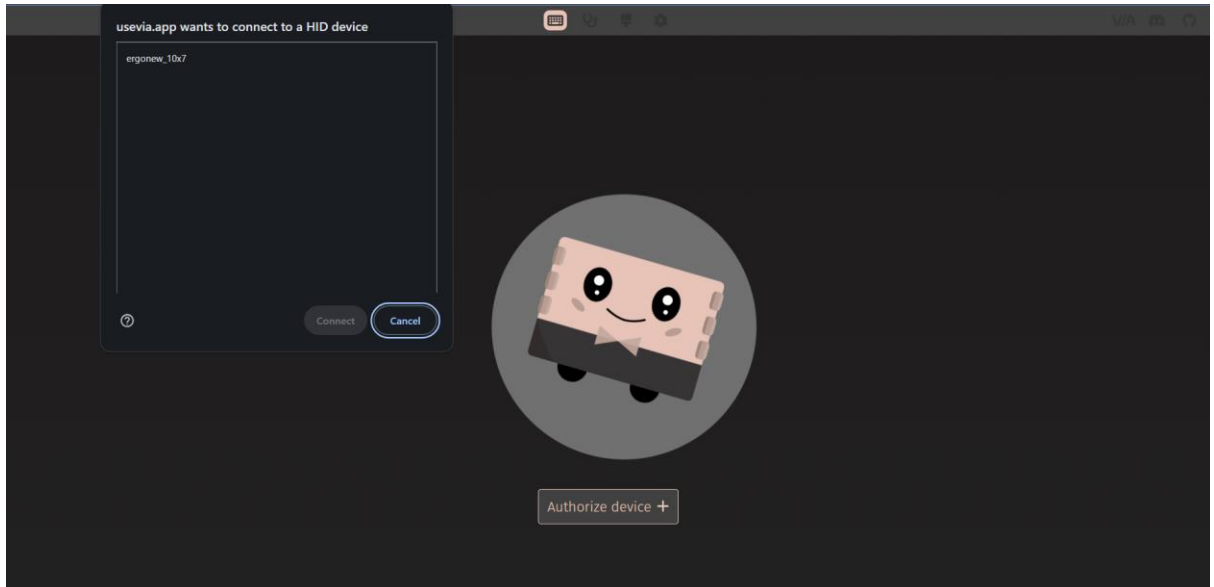 usevia.app wants to connect to a HID device
ergonew_10x7
Connect
Cancel
VIA
Authorize device +